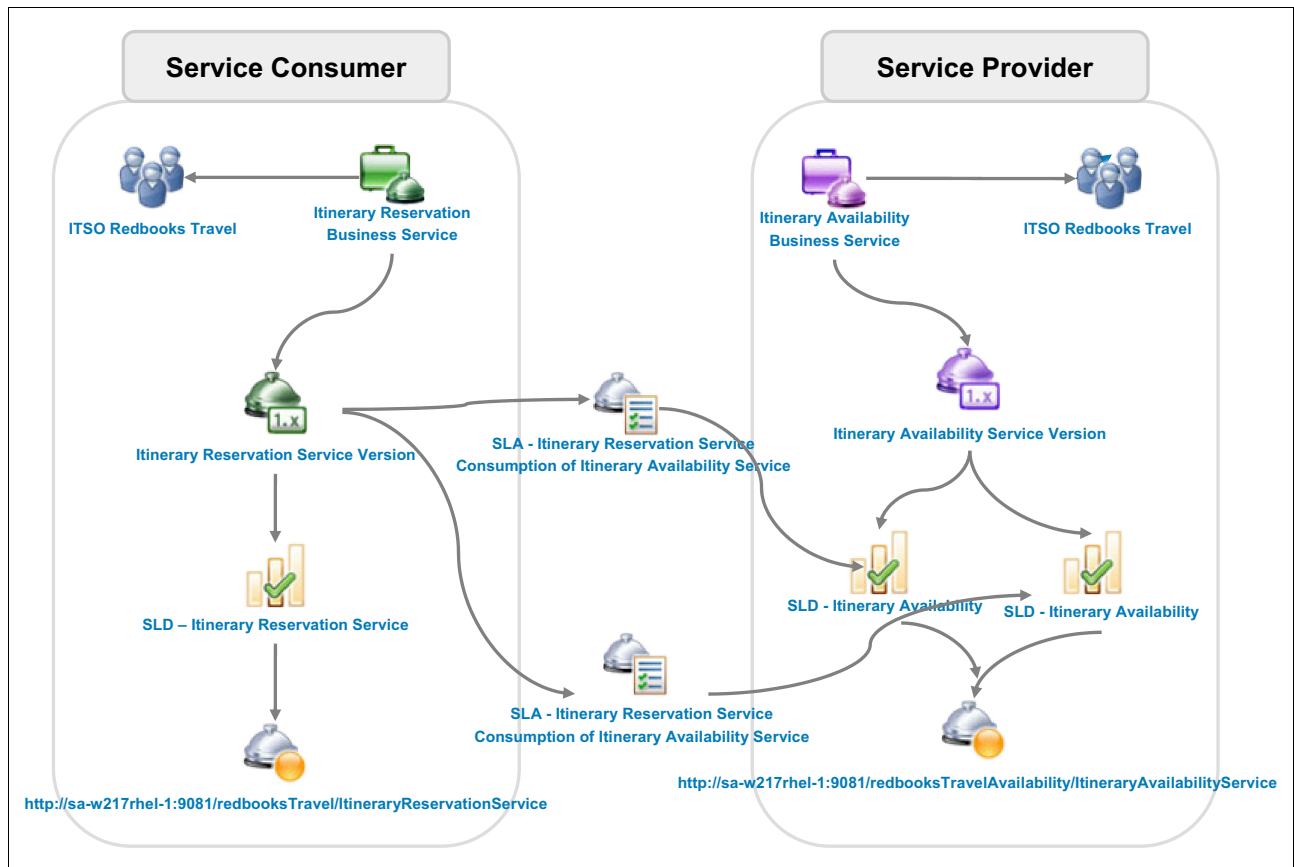 Service Consumer
Service Provider
ITSO Redbooks Travel
Itinerary Reservation
Business Service
Itinerary Availability
Business Service
ITSO Redbooks Travel
1.x
Itinerary Reservation Service Version
SLA - Itinerary Reservation Service
Consumption of Itinerary Availability Service
1.x
Itinerary Availability Service Version
SLD – Itinerary Reservation Service
SLD - Itinerary Availability
SLD - Itinerary Availability
SLA - Itinerary Reservation Service
Consumption of Itinerary Availability Service
http://sa-w217rhel-1:9081/redbooksTravel/ItineraryReservationService
http://sa-w217rhel-1:9081/redbooksTravelAvailability/ItineraryAvailabilityService